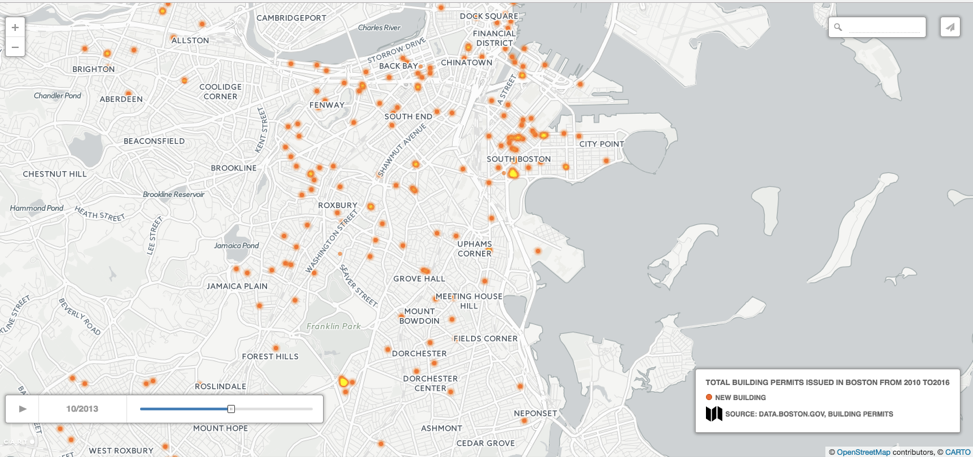 +
−
CAMBRIDGEPORT
Charles River
DOCK SQUARE
FINANCIAL
DISTRICT
ALLSTON
STORROW DRIVE
BACK BAY
CHINATOWN
BRIGHTON
COOLIDGE
CORNER
Chandler Pond
ABERDEEN
FENWAY
A STREET
SOUTH END
KENT STREET
SHAWMUT AVENUE
BEACONSFIELD
CITY POINT
SOUTH BOSTON
CHESTNUT HILL
BROOKLINE
Brookline Reservoir
Hammond Pond
HEATH STREET
ROXBURY
LEE STREET
WASHINGTON STREET
Jamaica Pond
UPHAMS
CORNER
SEAVER STREET
GROVE HALL
JAMAICA PLAIN
MEETING HOUSE
HILL
BEVERLY ROAD
MOUNT
BOWDOIN
Franklin Park
FIELDS CORNER
FOREST HILLS
DORCHESTER
DORCHESTER
CENTER
ROSLINDALE
10/2013
NEPONSET
MOUNT HOPE
ASHMONT
CEDAR GROVE
WEST ROXBURY
TOTAL BUILDING PERMITS ISSUED IN BOSTON FROM 2010 TO2016
NEW BUILDING
SOURCE: DATA.BOSTON.GOV, BUILDING PERMITS
© OpenStreetMap contributors, © CARTO